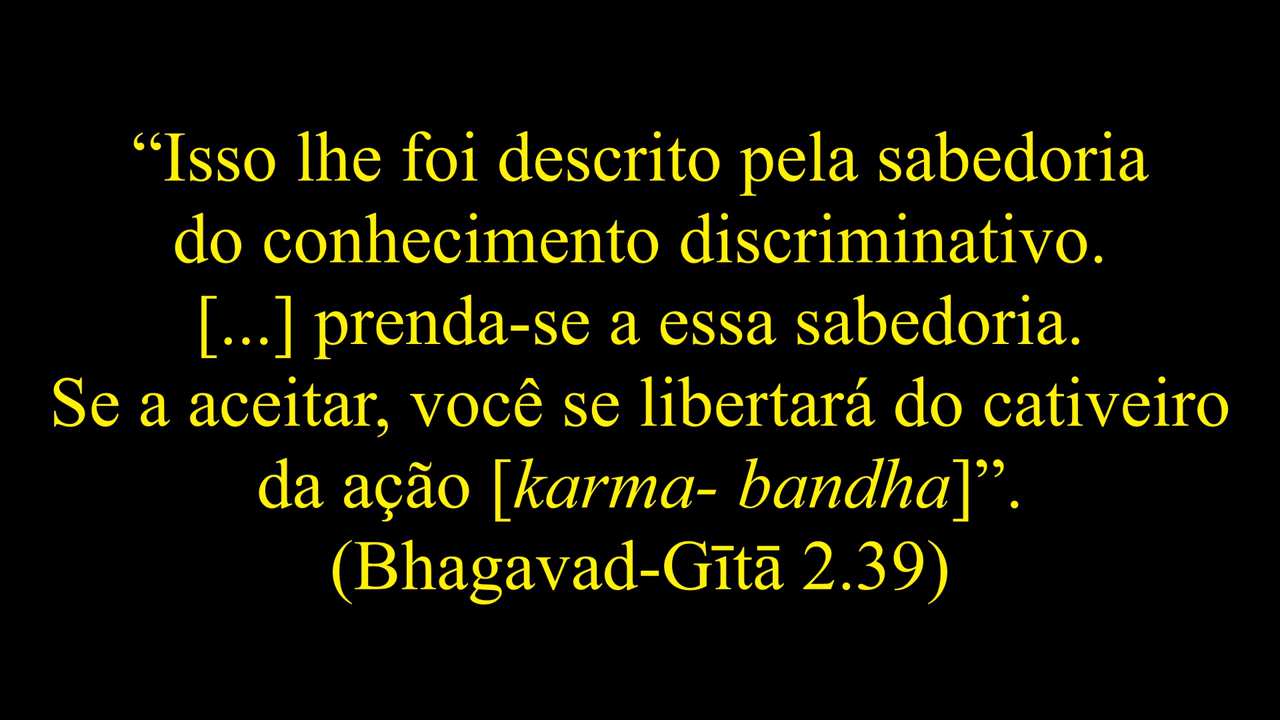 “Isso lhe foi descrito pela sabedoria
do conhecimento discriminativo.
[...] prenda-se a essa sabedoria.
Se a aceitar, você se libertará do cativeiro
da ação [karma- bandha]”.
(Bhagavad-Gītā 2.39)